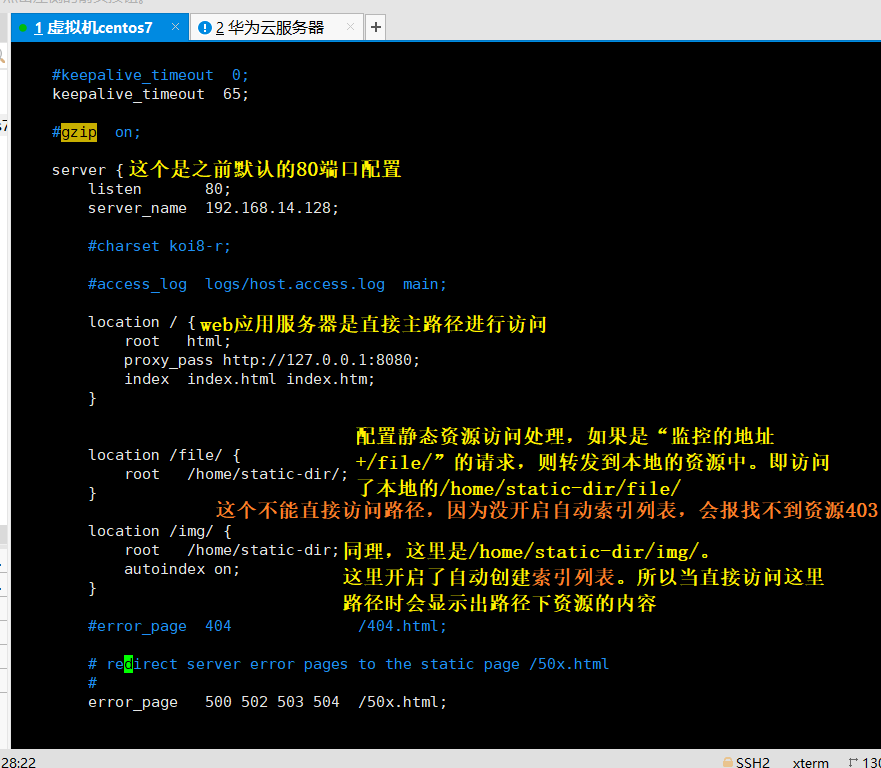 1 虚拟机centos7 × 2 华为云服务器 × +
#keepalive_timeout  0;
keepalive_timeout  65;
#gzip  on;
server { 这个是之前默认的80端口配置
listen       80;
server_name  192.168.14.128;
#charset koi8-r;
#access_log  logs/host.access.log  main;
location / { web应用服务器是直接主路径进行访问
root   html;
proxy_pass http://127.0.0.1:8080;
index  index.html index.htm;
}
配置静态资源访问处理，如果是“监控的地址
location /file/ { +/file/”的请求，则转发到本地的资源中。即访问
root   /home/static-dir/; 了本地的/home/static-dir/file/
}
这个不能直接访问路径，因为没开启自动索引列表，会报找不到资源403
location /img/ {
root   /home/static-dir; 同理，这里是/home/static-dir/img/。
autoindex on; 这里开启了自动创建索引列表。所以当直接访问这里
} 路径时会显示出路径下资源的内容
#error_page  404              /404.html;
# redirect server error pages to the static page /50x.html
#
error_page   500 502 503 504  /50x.html;
28:22 SSH2 xterm